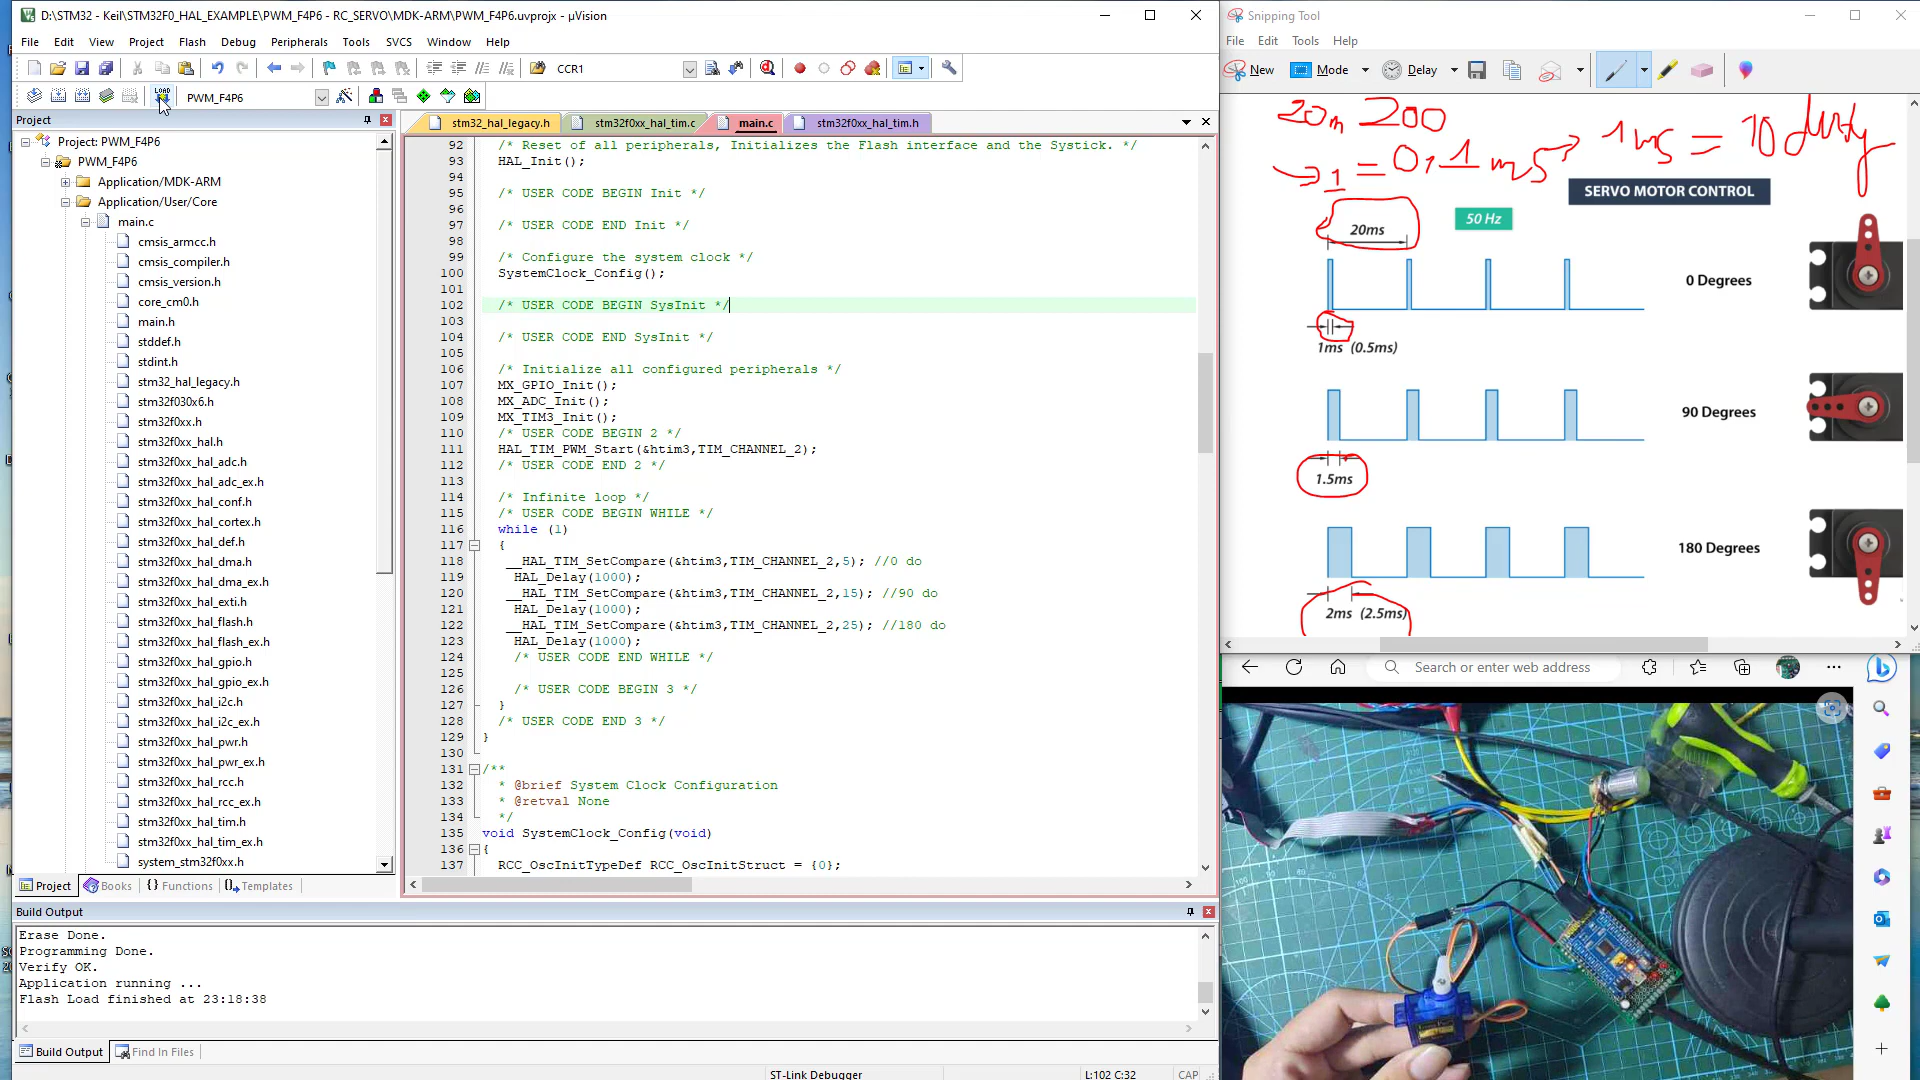 D:\STM32 - Keil\STM32F0_HAL_EXAMPLE\PWM_F4P6 - RC_SERVO\MDK-ARM\PWM_F4P6.uvprojx - µVision
File Edit View Project Flash Debug Peripherals Tools SVCS Window Help
CCR1
LOAD
PWM_F4P6
Project
Project: PWM_F4P6
PWM_F4P6
Application/MDK-ARM
Application/User/Core
main.c
cmsis_armcc.h
cmsis_compiler.h
cmsis_version.h
core_cm0.h
main.h
stddef.h
stdint.h
stm32_hal_legacy.h
stm32f030x6.h
stm32f0xx.h
stm32f0xx_hal.h
stm32f0xx_hal_adc.h
stm32f0xx_hal_adc_ex.h
stm32f0xx_hal_conf.h
stm32f0xx_hal_cortex.h
stm32f0xx_hal_def.h
stm32f0xx_hal_dma.h
stm32f0xx_hal_dma_ex.h
stm32f0xx_hal_exti.h
stm32f0xx_hal_flash.h
stm32f0xx_hal_flash_ex.h
stm32f0xx_hal_gpio.h
stm32f0xx_hal_gpio_ex.h
stm32f0xx_hal_i2c.h
stm32f0xx_hal_i2c_ex.h
stm32f0xx_hal_pwr.h
stm32f0xx_hal_pwr_ex.h
stm32f0xx_hal_rcc.h
stm32f0xx_hal_rcc_ex.h
stm32f0xx_hal_tim.h
stm32f0xx_hal_tim_ex.h
system_stm32f0xx.h
Project Books {} Functions Templates
stm32_hal_legacy.h stm32f0xx_hal_tim.c main.c stm32f0xx_hal_tim.h
92 /* Reset of all peripherals, Initializes the Flash interface and the Systick. */
93 HAL_Init();
94
95 /* USER CODE BEGIN Init */
96
97 /* USER CODE END Init */
98
99 /* Configure the system clock */
100 SystemClock_Config();
101
102 /* USER CODE BEGIN SysInit */
103
104 /* USER CODE END SysInit */
105
106 /* Initialize all configured peripherals */
107 MX_GPIO_Init();
108 MX_ADC_Init();
109 MX_TIM3_Init();
110 /* USER CODE BEGIN 2 */
111 HAL_TIM_PWM_Start(&htim3,TIM_CHANNEL_2);
112 /* USER CODE END 2 */
113
114 /* Infinite loop */
115 /* USER CODE BEGIN WHILE */
116 while (1)
117 {
118 __HAL_TIM_SetCompare(&htim3,TIM_CHANNEL_2,5); //0 do
119 HAL_Delay(1000);
120 __HAL_TIM_SetCompare(&htim3,TIM_CHANNEL_2,15); //90 do
121 HAL_Delay(1000);
122 __HAL_TIM_SetCompare(&htim3,TIM_CHANNEL_2,25); //180 do
123 HAL_Delay(1000);
124 /* USER CODE END WHILE */
125
126 /* USER CODE BEGIN 3 */
127 }
128 /* USER CODE END 3 */
129 }
130
131 /**
132 * @brief System Clock Configuration
133 * @retval None
134 */
135 void SystemClock_Config(void)
136 {
137 RCC_OscInitTypeDef RCC_OscInitStruct = {0};
Build Output
Erase Done.
Programming Done.
Verify OK.
Application running ...
Flash Load finished at 23:18:38
Build Output Find In Files
ST-Link Debugger L:102 C:32 CAP
Snipping Tool
File Edit Tools Help
New Mode Delay
20m 200
1 = 0,1ms 1ms = 10 duty
SERVO MOTOR CONTROL
20ms
50 Hz
0 Degrees
1ms (0.5ms)
90 Degrees
1.5ms
180 Degrees
2ms (2.5ms)
Search or enter web address